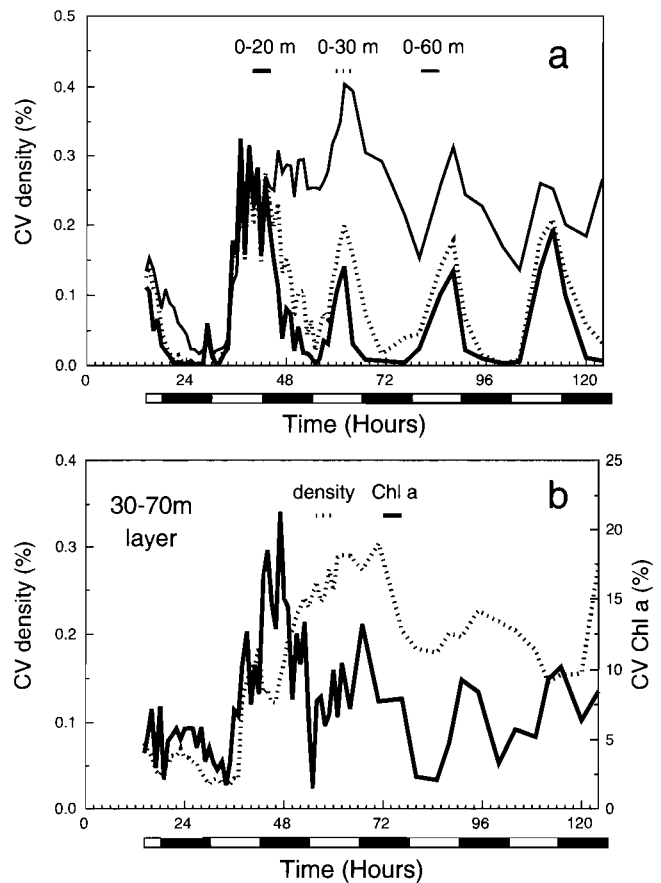 a
0-20 m 0-30 m 0-60 m
CV density (%)
0.5
0.4
0.3
0.2
0.1
0.0
0 24 48 72 96 120
Time (Hours)
b
30-70m
layer
density Chl a
CV density (%)
0.4
0.3
0.2
0.1
0.0
CV Chl a (%)
25
20
15
10
5
0
24 48 72 96 120
Time (Hours)